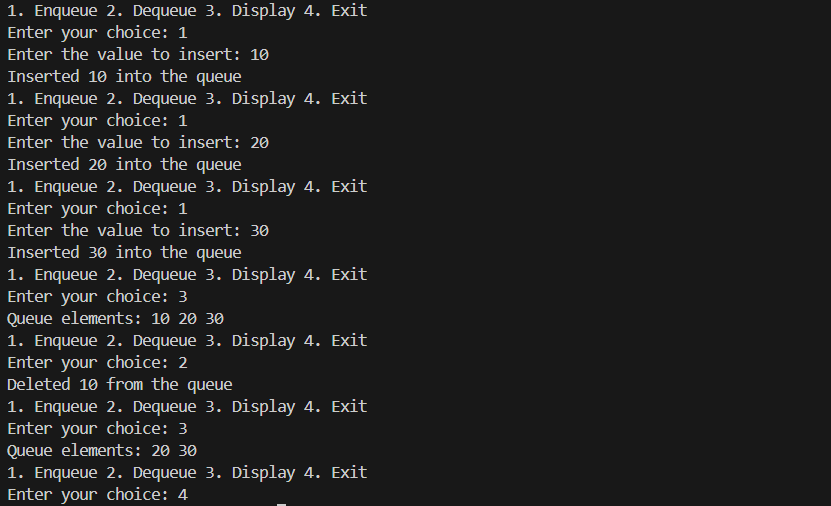 1. Enqueue 2. Dequeue 3. Display 4. Exit
Enter your choice: 1
Enter the value to insert: 10
Inserted 10 into the queue
1. Enqueue 2. Dequeue 3. Display 4. Exit
Enter your choice: 1
Enter the value to insert: 20
Inserted 20 into the queue
1. Enqueue 2. Dequeue 3. Display 4. Exit
Enter your choice: 1
Enter the value to insert: 30
Inserted 30 into the queue
1. Enqueue 2. Dequeue 3. Display 4. Exit
Enter your choice: 3
Queue elements: 10 20 30
1. Enqueue 2. Dequeue 3. Display 4. Exit
Enter your choice: 2
Deleted 10 from the queue
1. Enqueue 2. Dequeue 3. Display 4. Exit
Enter your choice: 3
Queue elements: 20 30
1. Enqueue 2. Dequeue 3. Display 4. Exit
Enter your choice: 4